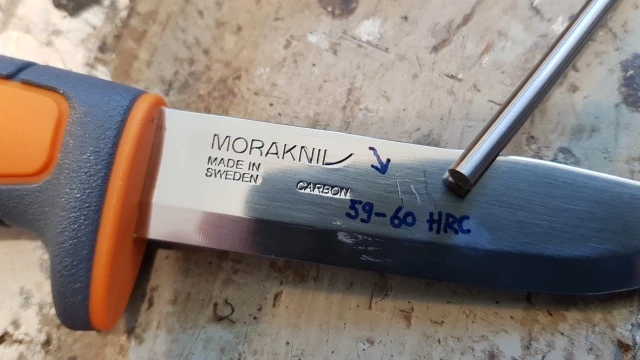 MORAKNIV
MADE IN
SWEDEN
CARBON
59-60 HRC